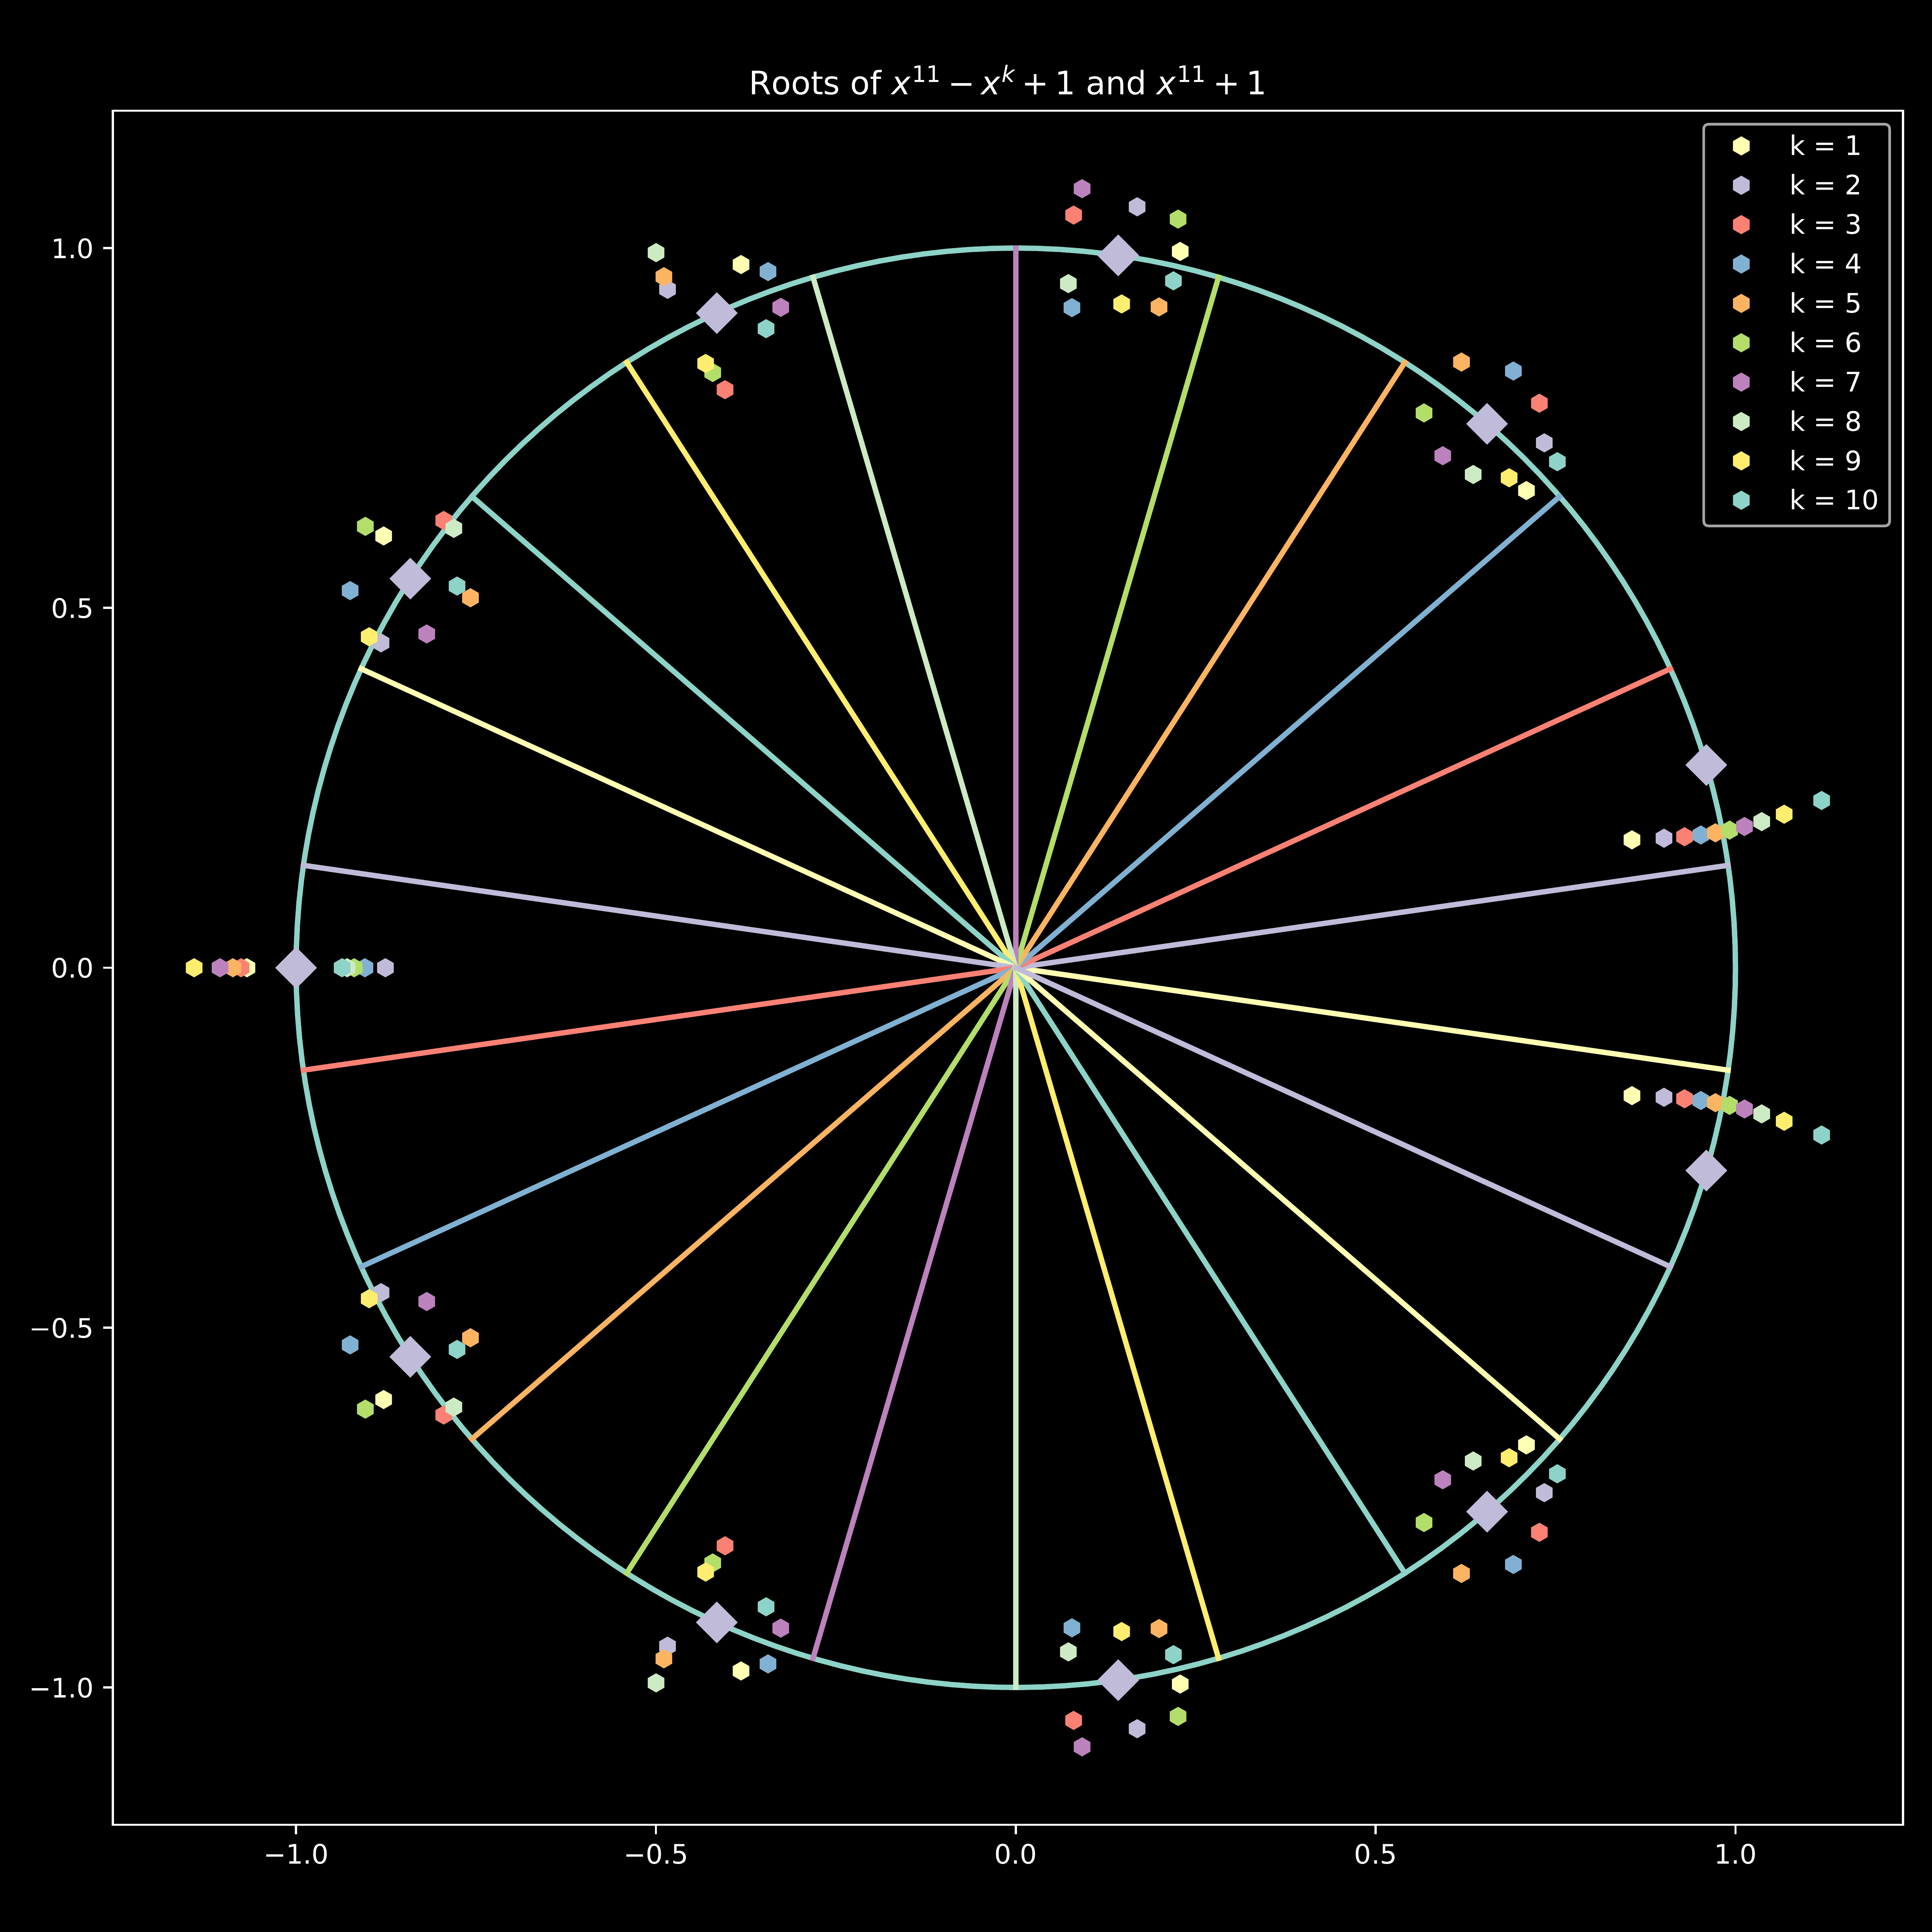 Roots of x¹¹ − xᵏ + 1 and x¹¹ + 1
k = 1
k = 2
k = 3
k = 4
k = 5
k = 6
k = 7
k = 8
k = 9
k = 10
1.0
0.5
0.0
−0.5
−1.0
−1.0 −0.5 0.0 0.5 1.0